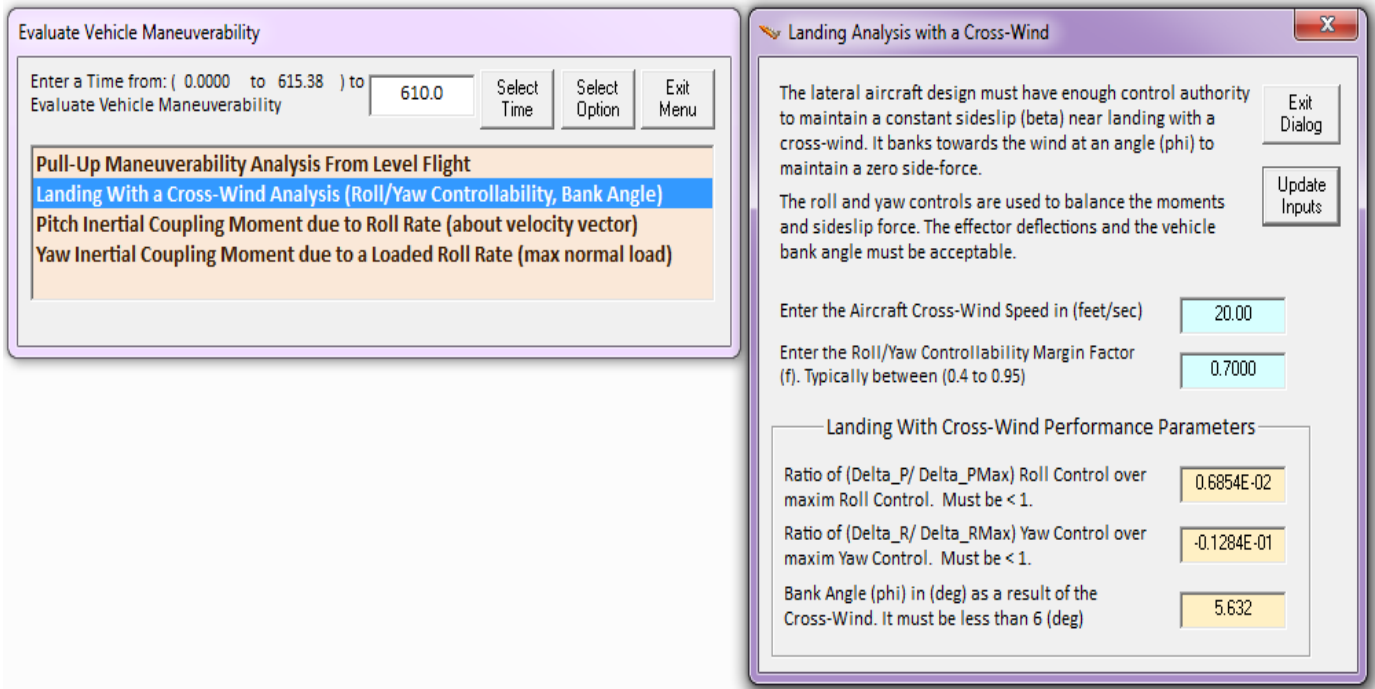 Evaluate Vehicle Maneuverability
Enter a Time from: ( 0.0000 to 615.38 ) to
Evaluate Vehicle Maneuverability
610.0
Select
Time
Select
Option
Exit
Menu
Pull-Up Maneuverability Analysis From Level Flight
Landing With a Cross-Wind Analysis (Roll/Yaw Controllability, Bank Angle)
Pitch Inertial Coupling Moment due to Roll Rate (about velocity vector)
Yaw Inertial Coupling Moment due to a Loaded Roll Rate (max normal load)
Landing Analysis with a Cross-Wind
X
The lateral aircraft design must have enough control authority
to maintain a constant sideslip (beta) near landing with a
cross-wind. It banks towards the wind at an angle (phi) to
maintain a zero side-force.
The roll and yaw controls are used to balance the moments
and sideslip force. The effector deflections and the vehicle
bank angle must be acceptable.
Exit
Dialog
Update
Inputs
Enter the Aircraft Cross-Wind Speed in (feet/sec)
20.00
Enter the Roll/Yaw Controllability Margin Factor
(f). Typically between (0.4 to 0.95)
0.7000
Landing With Cross-Wind Performance Parameters
Ratio of (Delta_P/ Delta_PMax) Roll Control over
maxim Roll Control. Must be < 1.
0.6854E-02
Ratio of (Delta_R/ Delta_RMax) Yaw Control over
maxim Yaw Control. Must be < 1.
-0.1284E-01
Bank Angle (phi) in (deg) as a result of the
Cross-Wind. It must be less than 6 (deg)
5.632